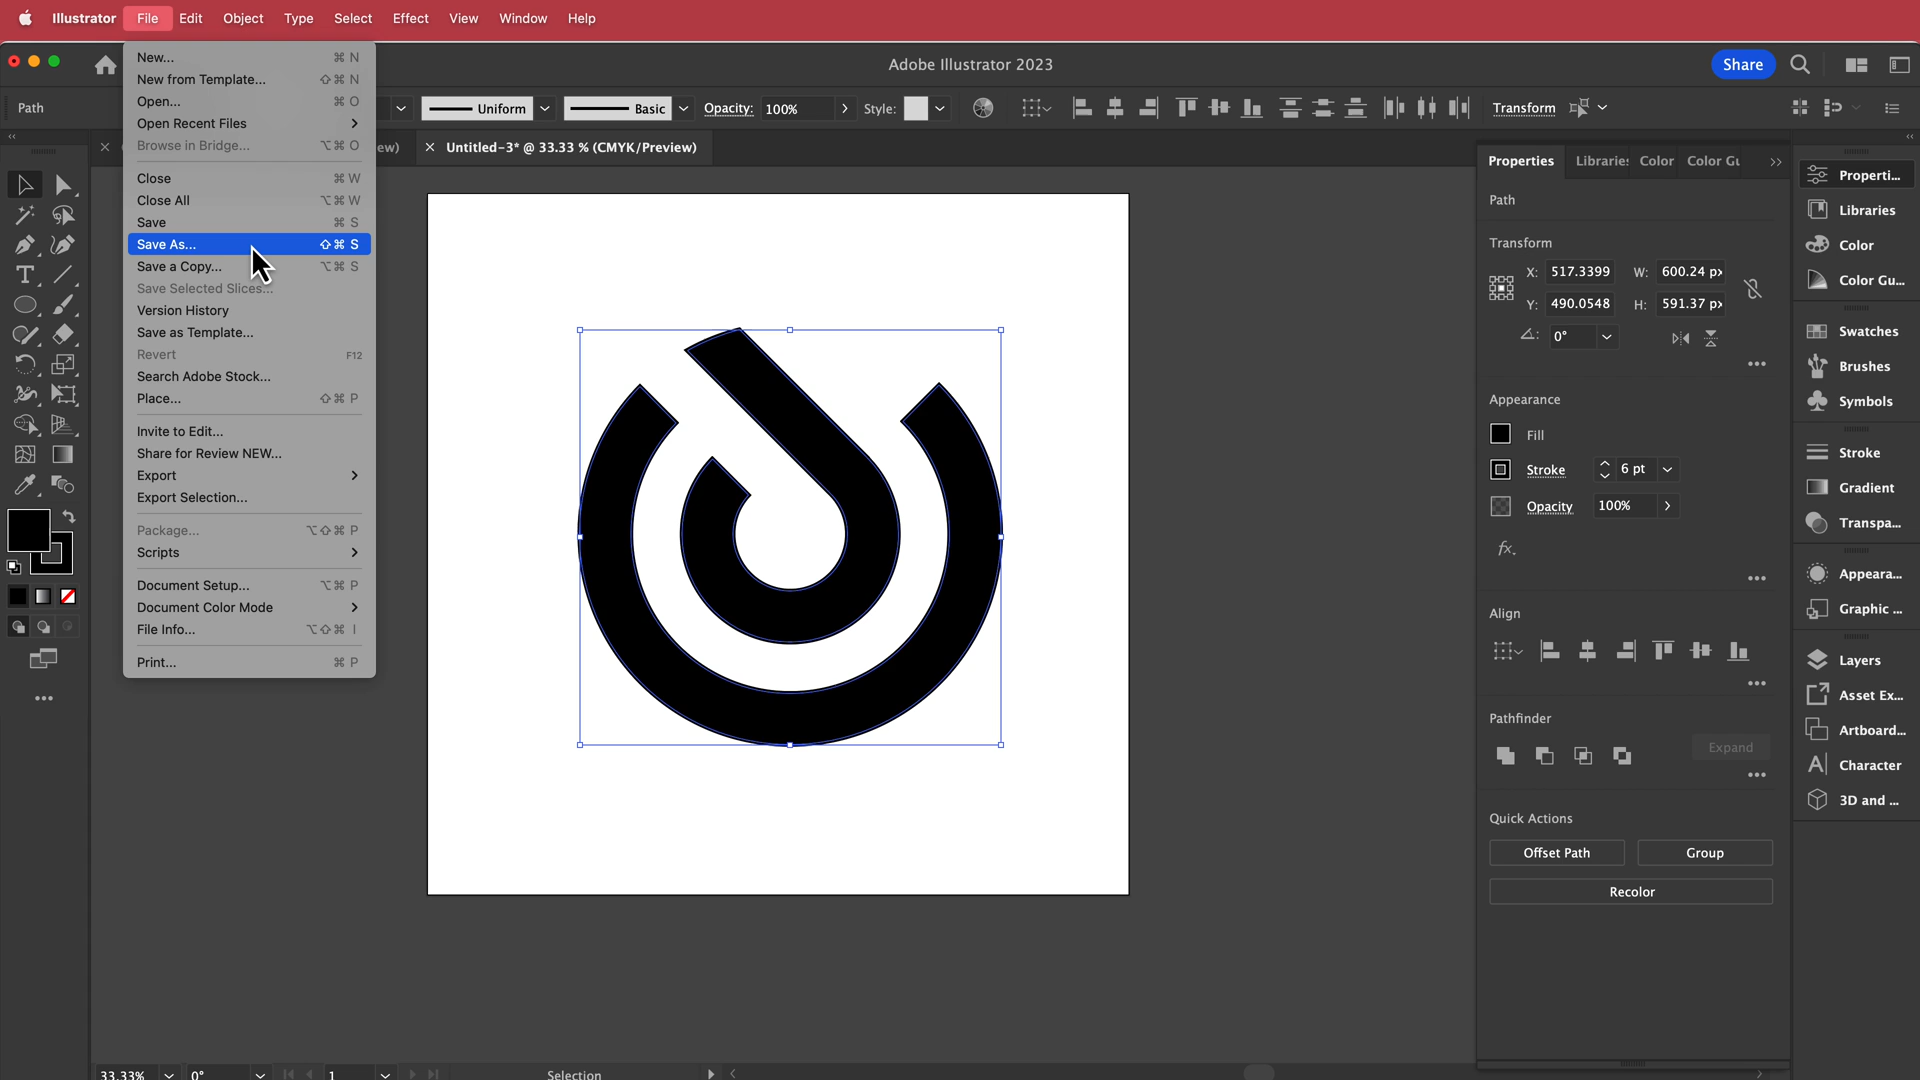 Illustrator File Edit Object Type Select Effect View Window Help
Adobe Illustrator 2023
Share
Path
Uniform
Basic
Opacity: 100%
Style:
Transform
ew)
Untitled-3* @ 33.33 % (CMYK/Preview)
New... ⌘ N
New from Template... ⇧⌘ N
Open... ⌘ O
Open Recent Files
Browse in Bridge... ⌥⌘ O
Close ⌘ W
Close All ⌥⌘ W
Save ⌘ S
Save As... ⇧⌘ S
Save a Copy... ⌥⌘ S
Save Selected Slices...
Version History
Save as Template...
Revert F12
Search Adobe Stock...
Place... ⇧⌘ P
Invite to Edit...
Share for Review NEW...
Export
Export Selection...
Package... ⌥⇧⌘ P
Scripts
Document Setup... ⌥⌘ P
Document Color Mode
File Info... ⌥⇧⌘ I
Print... ⌘ P
Properties Libraries Color Color Gu
Path
Transform
X: 517.3399 W: 600.24 px
Y: 490.0548 H: 591.37 px
0°
Appearance
Fill
Stroke 6 pt
Opacity 100%
fx.
Align
Pathfinder
Expand
Quick Actions
Offset Path Group
Recolor
Properti...
Libraries
Color
Color Gu...
Swatches
Brushes
Symbols
Stroke
Gradient
Transpa...
Appeara...
Graphic ...
Layers
Asset Ex...
Artboard...
Character
3D and ...
33.33% 0° 1 Selection